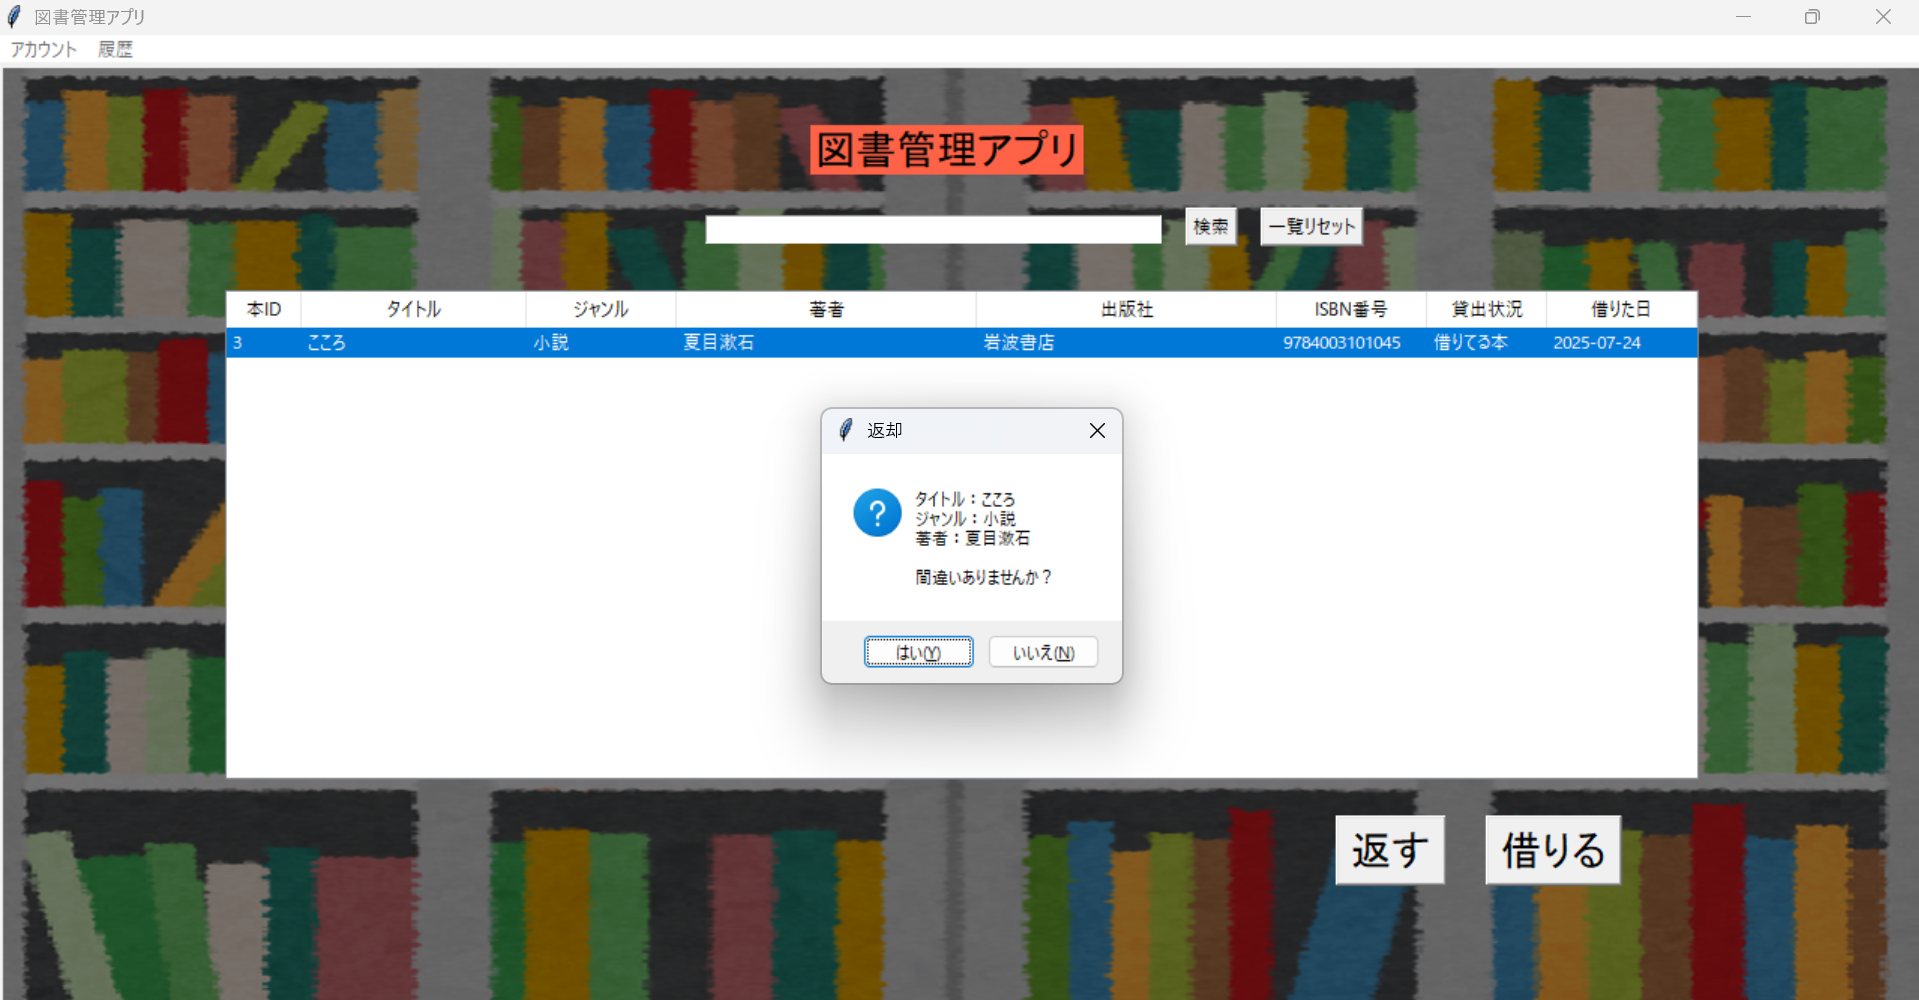 図書管理アプリ
アカウント 履歴
図書管理アプリ
検索 一覧リセット
本ID タイトル ジャンル 著者 出版社 ISBN番号 貸出状況 借りた日
3 こころ 小説 夏目漱石 岩波書店 9784003101045 借りてる本 2025-07-24
返却
タイトル：こころ
ジャンル：小説
著者：夏目漱石
間違いありませんか？
はい(Y) いいえ(N)
返す 借りる